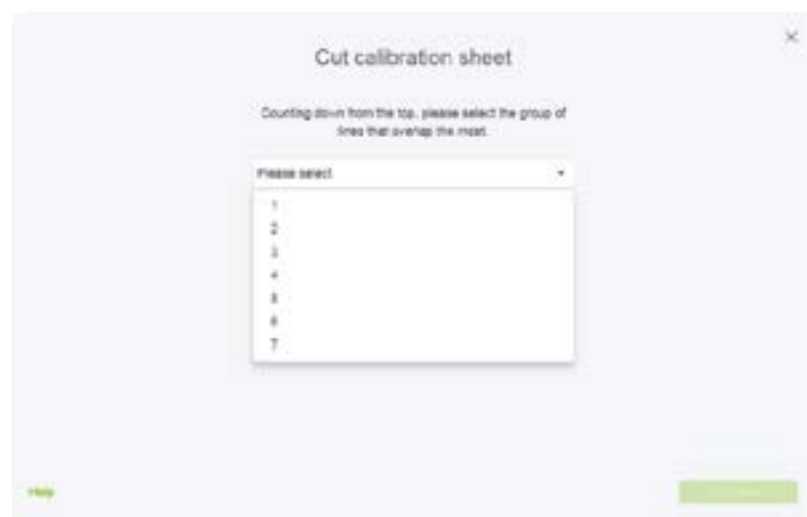 Cut calibration sheet
Counting down from the top, please select the group of
lines that overlap the most.
Please select
1
2
3
4
5
6
7
Help